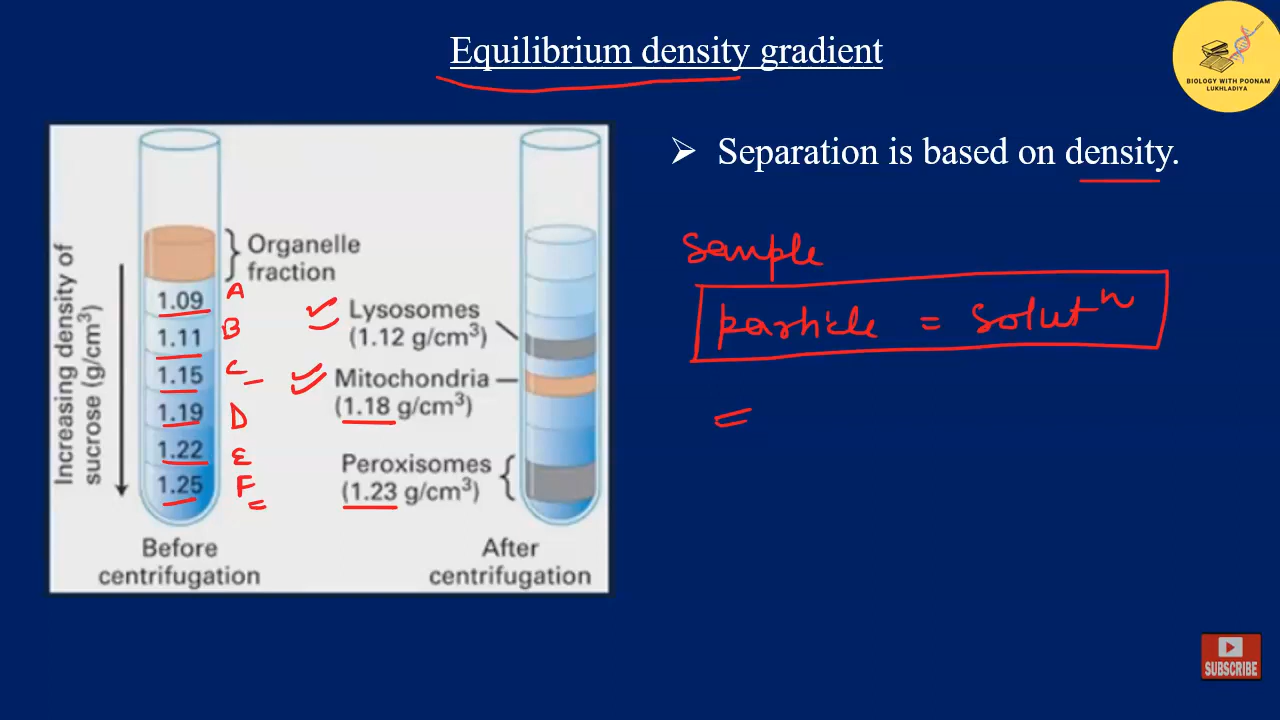 Equilibrium density gradient
BIOLOGY WITH POONAM
LUKHLADIYA
➢ Separation is based on density.
Sample
particle = solutⁿ
=
Increasing density of
sucrose (g/cm³)
Organelle
fraction
1.09 A
1.11 B
1.15 C
1.19 D
1.22 E
1.25 F
Lysosomes
(1.12 g/cm³)
Mitochondria
(1.18 g/cm³)
Peroxisomes
(1.23 g/cm³)
Before
centrifugation
After
centrifugation
SUBSCRIBE